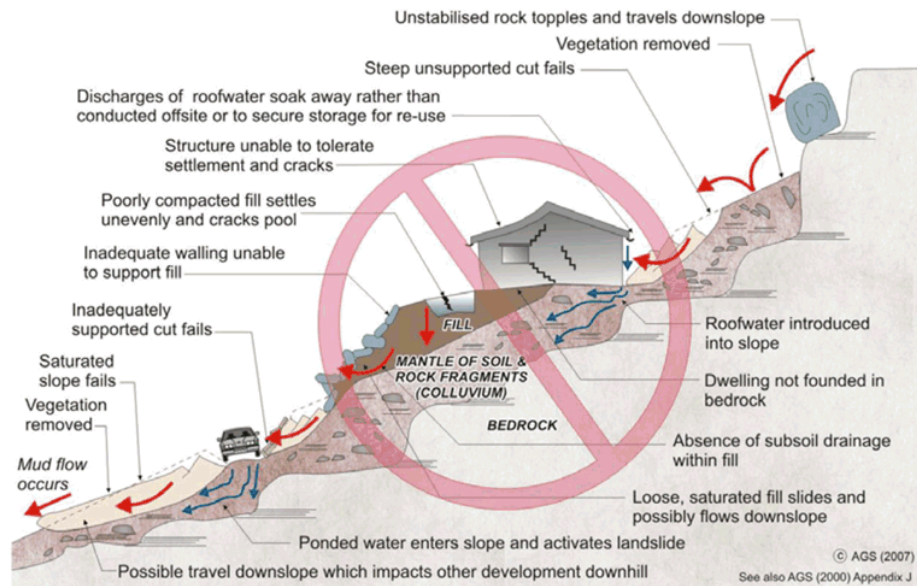 Unstabilised rock topples and travels downslope
Vegetation removed
Steep unsupported cut fails
Discharges of roofwater soak away rather than
conducted offsite or to secure storage for re-use
Structure unable to tolerate
settlement and cracks
Poorly compacted fill settles
unevenly and cracks pool
Inadequate walling unable
to support fill
Inadequately
supported cut fails
Saturated
slope fails
Vegetation
removed
Mud flow
occurs
FILL
MANTLE OF SOIL &
ROCK FRAGMENTS
(COLLUVIUM)
BEDROCK
Roofwater introduced
into slope
Dwelling not founded in
bedrock
Absence of subsoil drainage
within fill
Loose, saturated fill slides and
possibly flows downslope
Ponded water enters slope and activates landslide
Possible travel downslope which impacts other development downhill
© AGS (2007)
See also AGS (2000) Appendix J